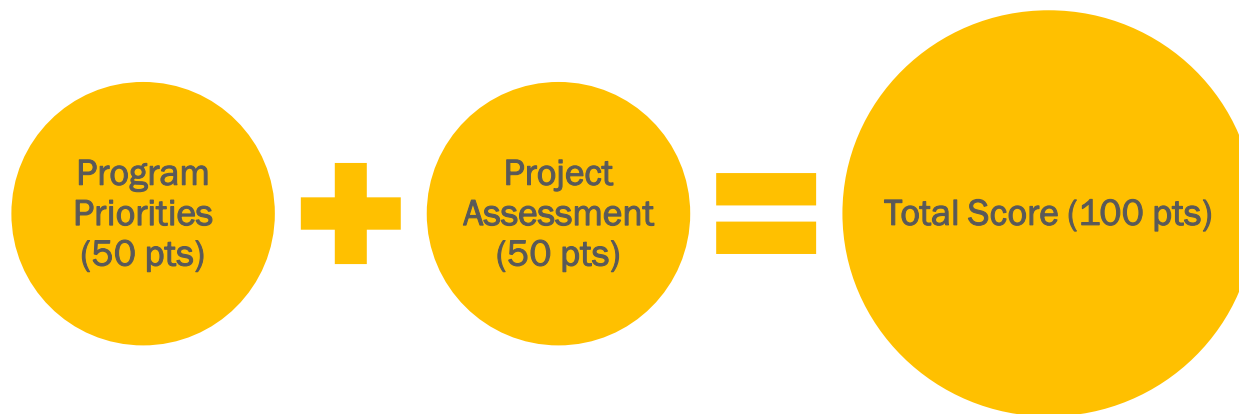 Program
Priorities
(50 pts)
Project
Assessment
(50 pts)
Total Score (100 pts)